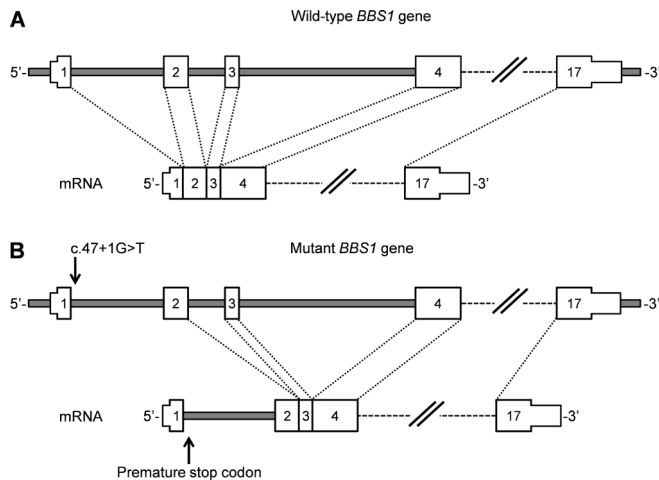 A
Wild-type BBS1 gene
5’- 1 2 3 4 17 -3’
mRNA 5’- 1 2 3 4 17 -3’
B
c.47+1G>T
Mutant BBS1 gene
5’- 1 2 3 4 17 -3’
mRNA 5’- 1 2 3 4 17 -3’
Premature stop codon